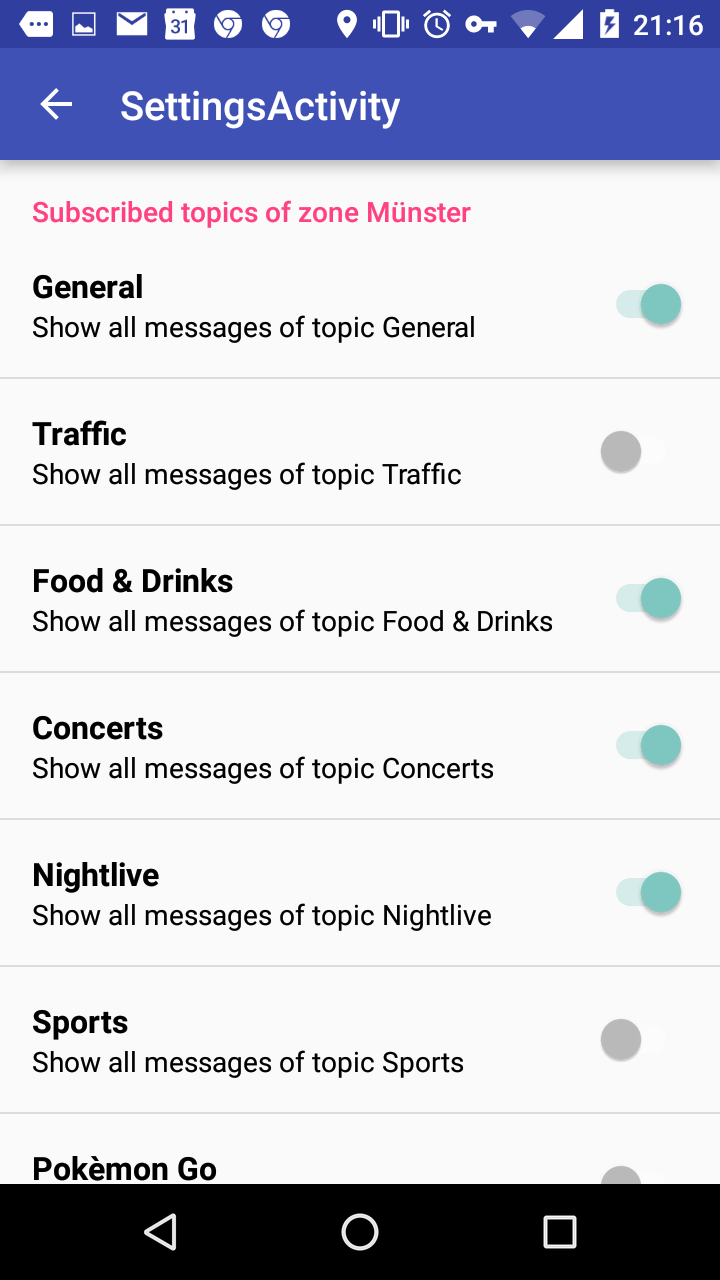 31
21:16
SettingsActivity
Subscribed topics of zone Münster
General
Show all messages of topic General
Traffic
Show all messages of topic Traffic
Food & Drinks
Show all messages of topic Food & Drinks
Concerts
Show all messages of topic Concerts
Nightlive
Show all messages of topic Nightlive
Sports
Show all messages of topic Sports
Pokèmon Go